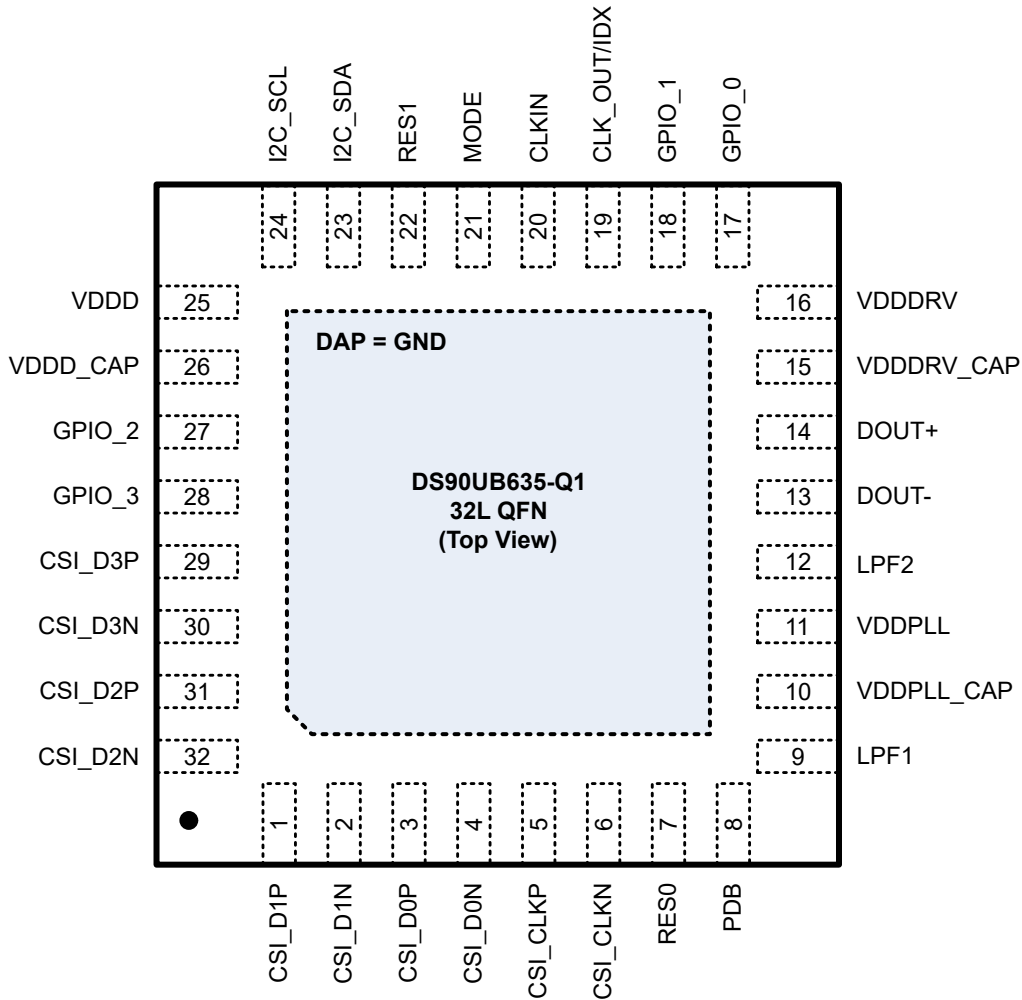 I2C_SCL
I2C_SDA
RES1
MODE
CLKIN
CLK_OUT/IDX
GPIO_1
GPIO_0
24
23
22
21
20
19
18
17
VDDD
25
VDDD_CAP
26
GPIO_2
27
GPIO_3
28
CSI_D3P
29
CSI_D3N
30
CSI_D2P
31
CSI_D2N
32
DAP = GND
DS90UB635-Q1
32L QFN
(Top View)
16
VDDDRV
15
VDDDRV_CAP
14
DOUT+
13
DOUT-
12
LPF2
11
VDDPLL
10
VDDPLL_CAP
9
LPF1
1
2
3
4
5
6
7
8
CSI_D1P
CSI_D1N
CSI_D0P
CSI_D0N
CSI_CLKP
CSI_CLKN
RES0
PDB